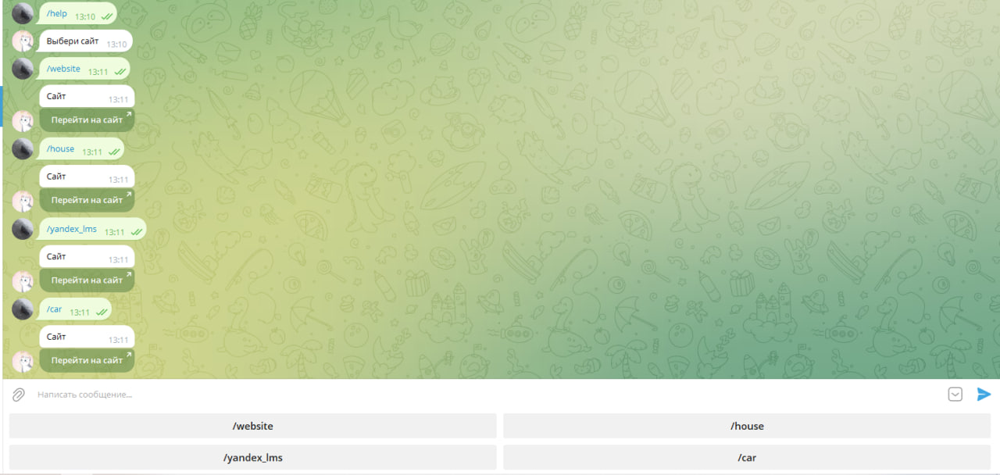 /help 13:10
Выбери сайт 13:10
/website 13:11
Сайт 13:11
Перейти на сайт
/house 13:11
Сайт 13:11
Перейти на сайт
/yandex_lms 13:11
Сайт 13:11
Перейти на сайт
/car 13:11
Сайт 13:11
Перейти на сайт
Написать сообщение...
/website
/house
/yandex_lms
/car